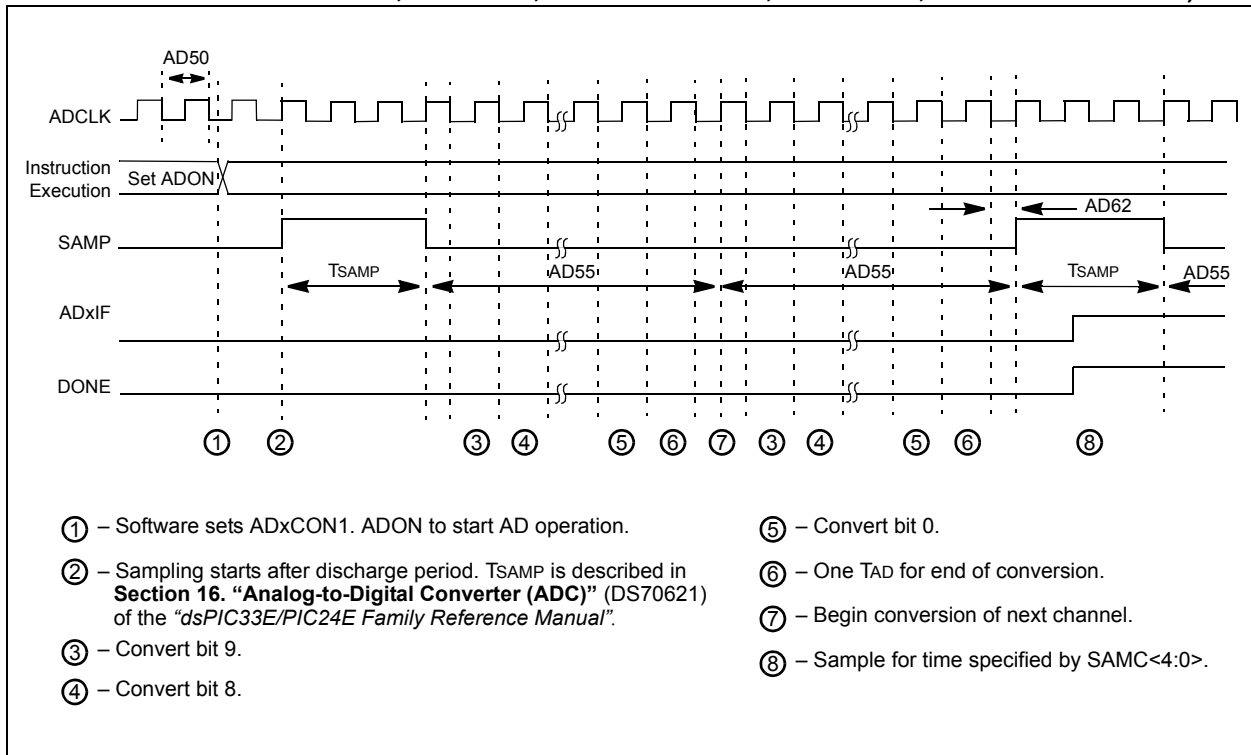 AD50
ADCLK
Instruction
Execution
Set ADON
AD62
SAMP
TSAMP
AD55
AD55
TSAMP
AD55
ADxIF
DONE
① ② ③ ④ ⑤ ⑥ ⑦ ③ ④ ⑤ ⑥ ⑧
① – Software sets ADxCON1. ADON to start AD operation.
② – Sampling starts after discharge period. TSAMP is described in
Section 16. “Analog-to-Digital Converter (ADC)” (DS70621)
of the “dsPIC33E/PIC24E Family Reference Manual”.
③ – Convert bit 9.
④ – Convert bit 8.
⑤ – Convert bit 0.
⑥ – One TAD for end of conversion.
⑦ – Begin conversion of next channel.
⑧ – Sample for time specified by SAMC<4:0>.